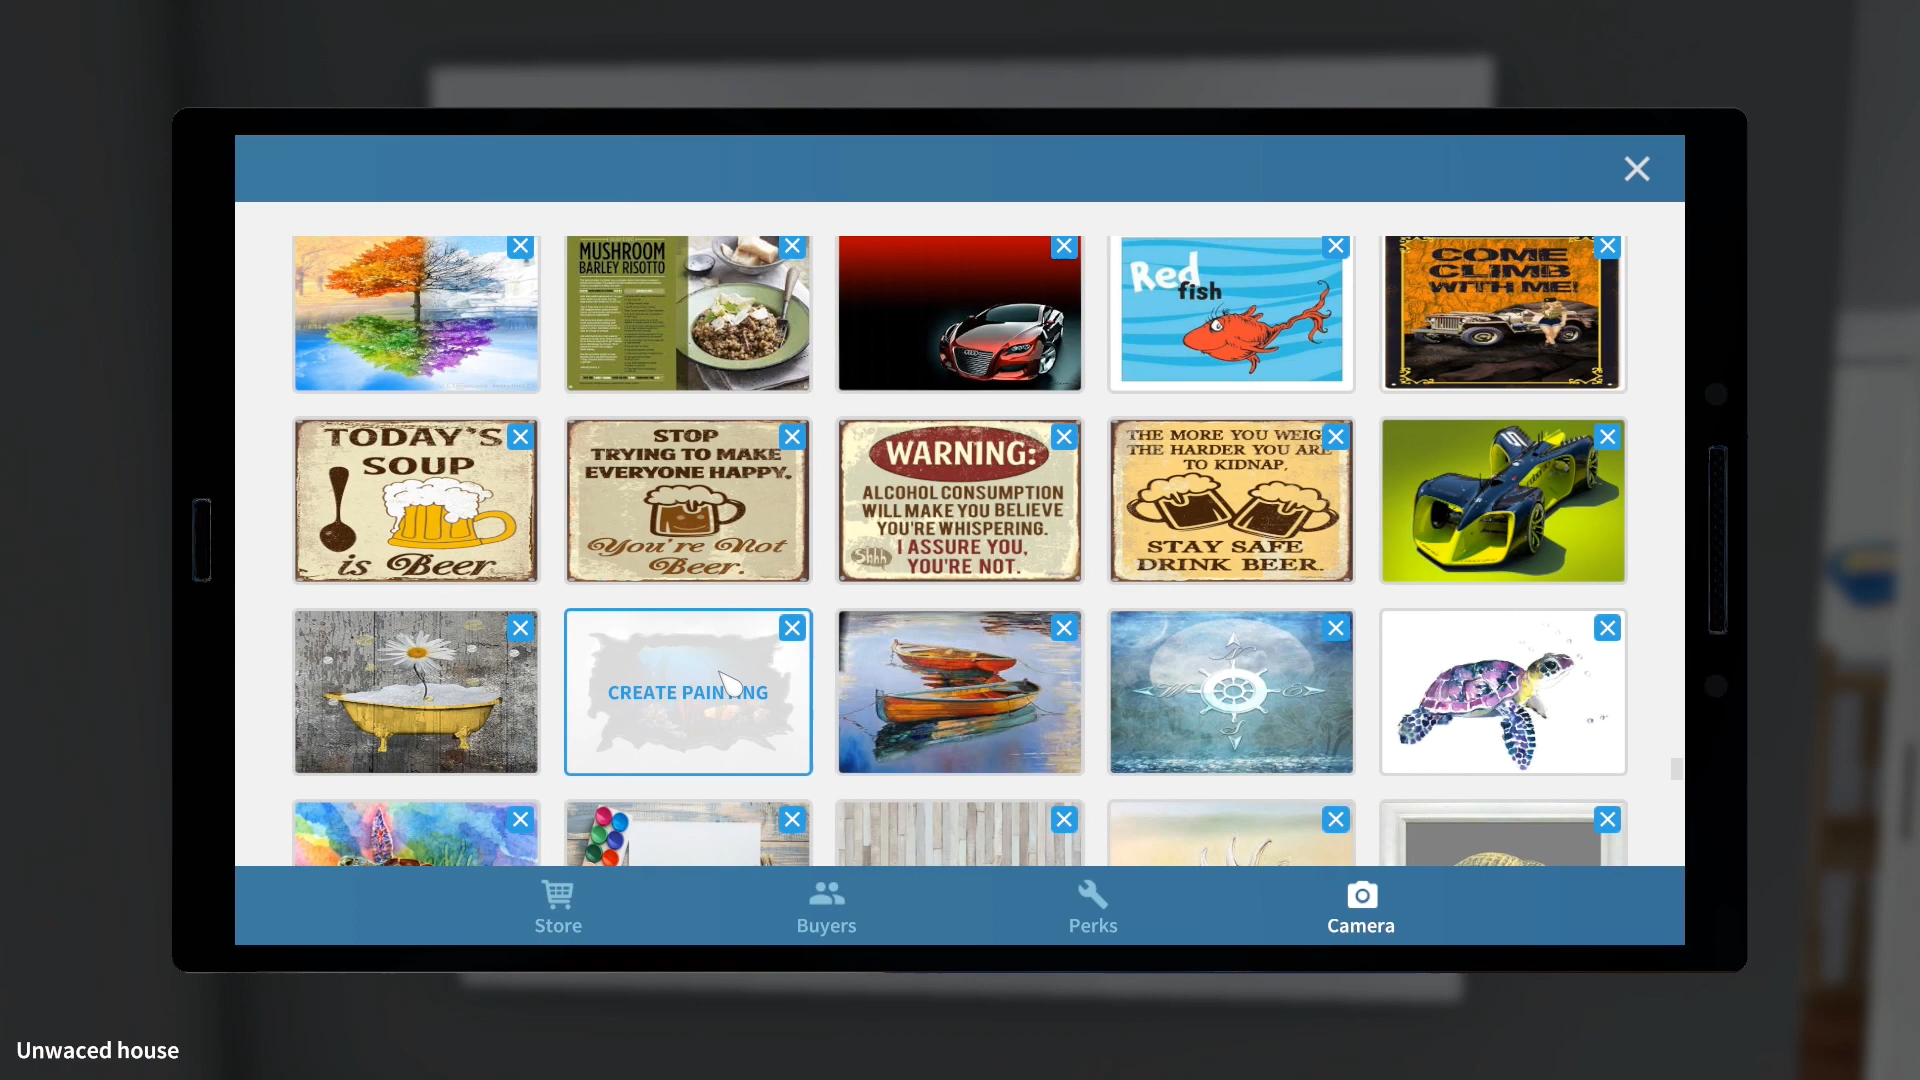 MUSHROOM
BARLEY RISOTTO
Red
fish
COME
CLIMB
WITH ME!
TODAY'S
SOUP
is Beer
STOP
TRYING TO MAKE
EVERYONE HAPPY.
You're Not
Beer.
WARNING:
ALCOHOL CONSUMPTION
WILL MAKE YOU BELIEVE
YOU'RE WHISPERING.
Shhh
I ASSURE YOU,
YOU'RE NOT.
THE MORE YOU WEIG
THE HARDER YOU ARE
TO KIDNAP,
STAY SAFE
DRINK BEER.
CREATE PAINTING
N
W
O
Store
Buyers
Perks
Camera
Unwaced house